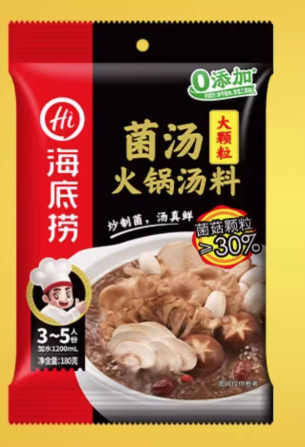 0添加
Hi
海底捞
菌汤
大颗粒
火锅汤料
炒制菌，汤真鲜
菌菇颗粒
≥30%
3~5人份
加水1200mL
净含量:180克
图片仅供参考